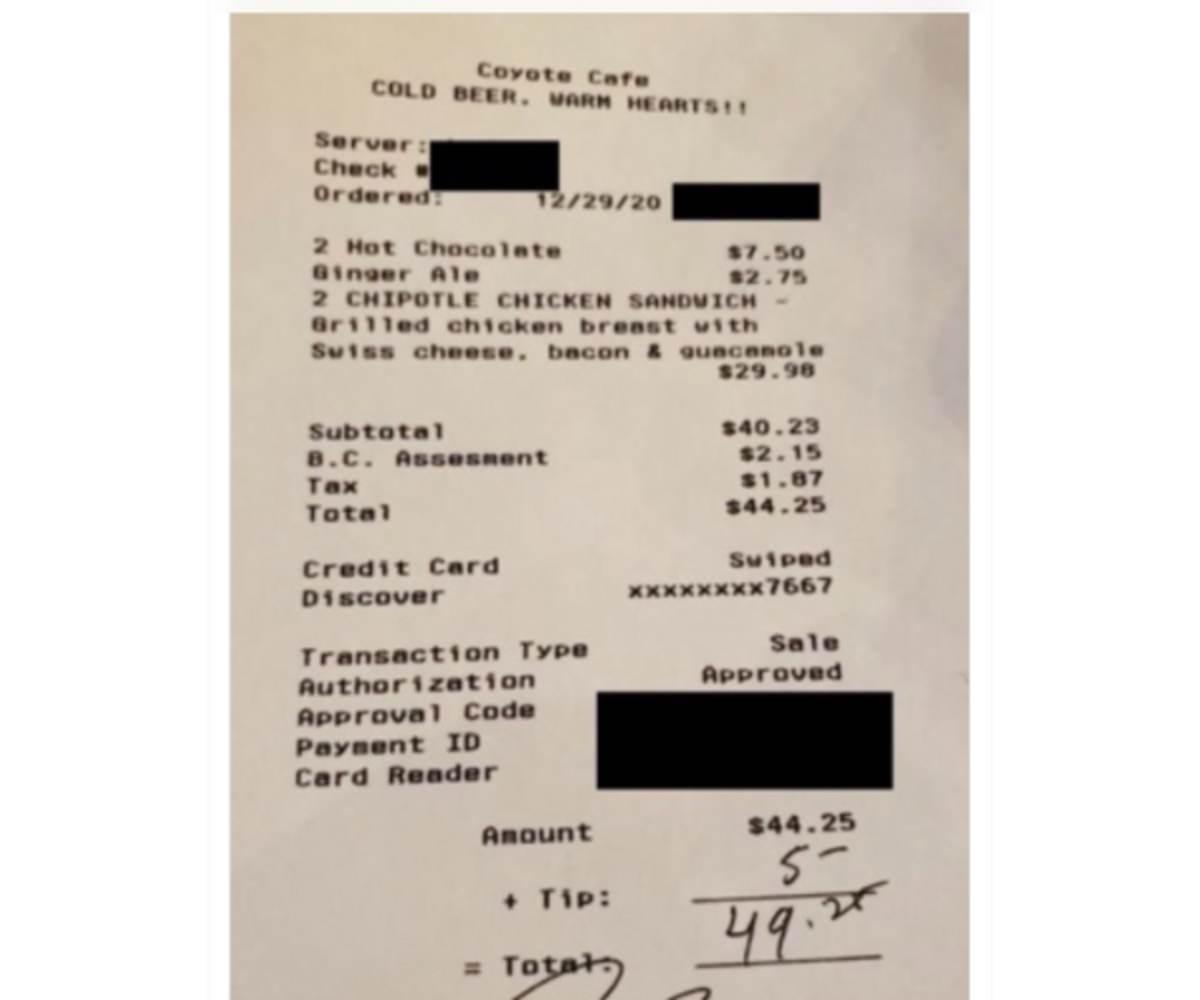 Coyote Cafe
COLD BEER. WARM HEARTS!!
Server:
Check #
Ordered: 12/29/20
2 Hot Chocolate $7.50
Ginger Ale $2.75
2 CHIPOTLE CHICKEN SANDWICH -
Grilled chicken breast with
Swiss cheese, bacon & guacamole
$29.98
Subtotal $40.23
B.C. Assesment $2.15
Tax $1.87
Total $44.25
Credit Card Swiped
Discover xxxxxxxx7667
Transaction Type Sale
Authorization Approved
Approval Code
Payment ID
Card Reader
Amount $44.25
+ Tip: 5 –
= Total: 49.25